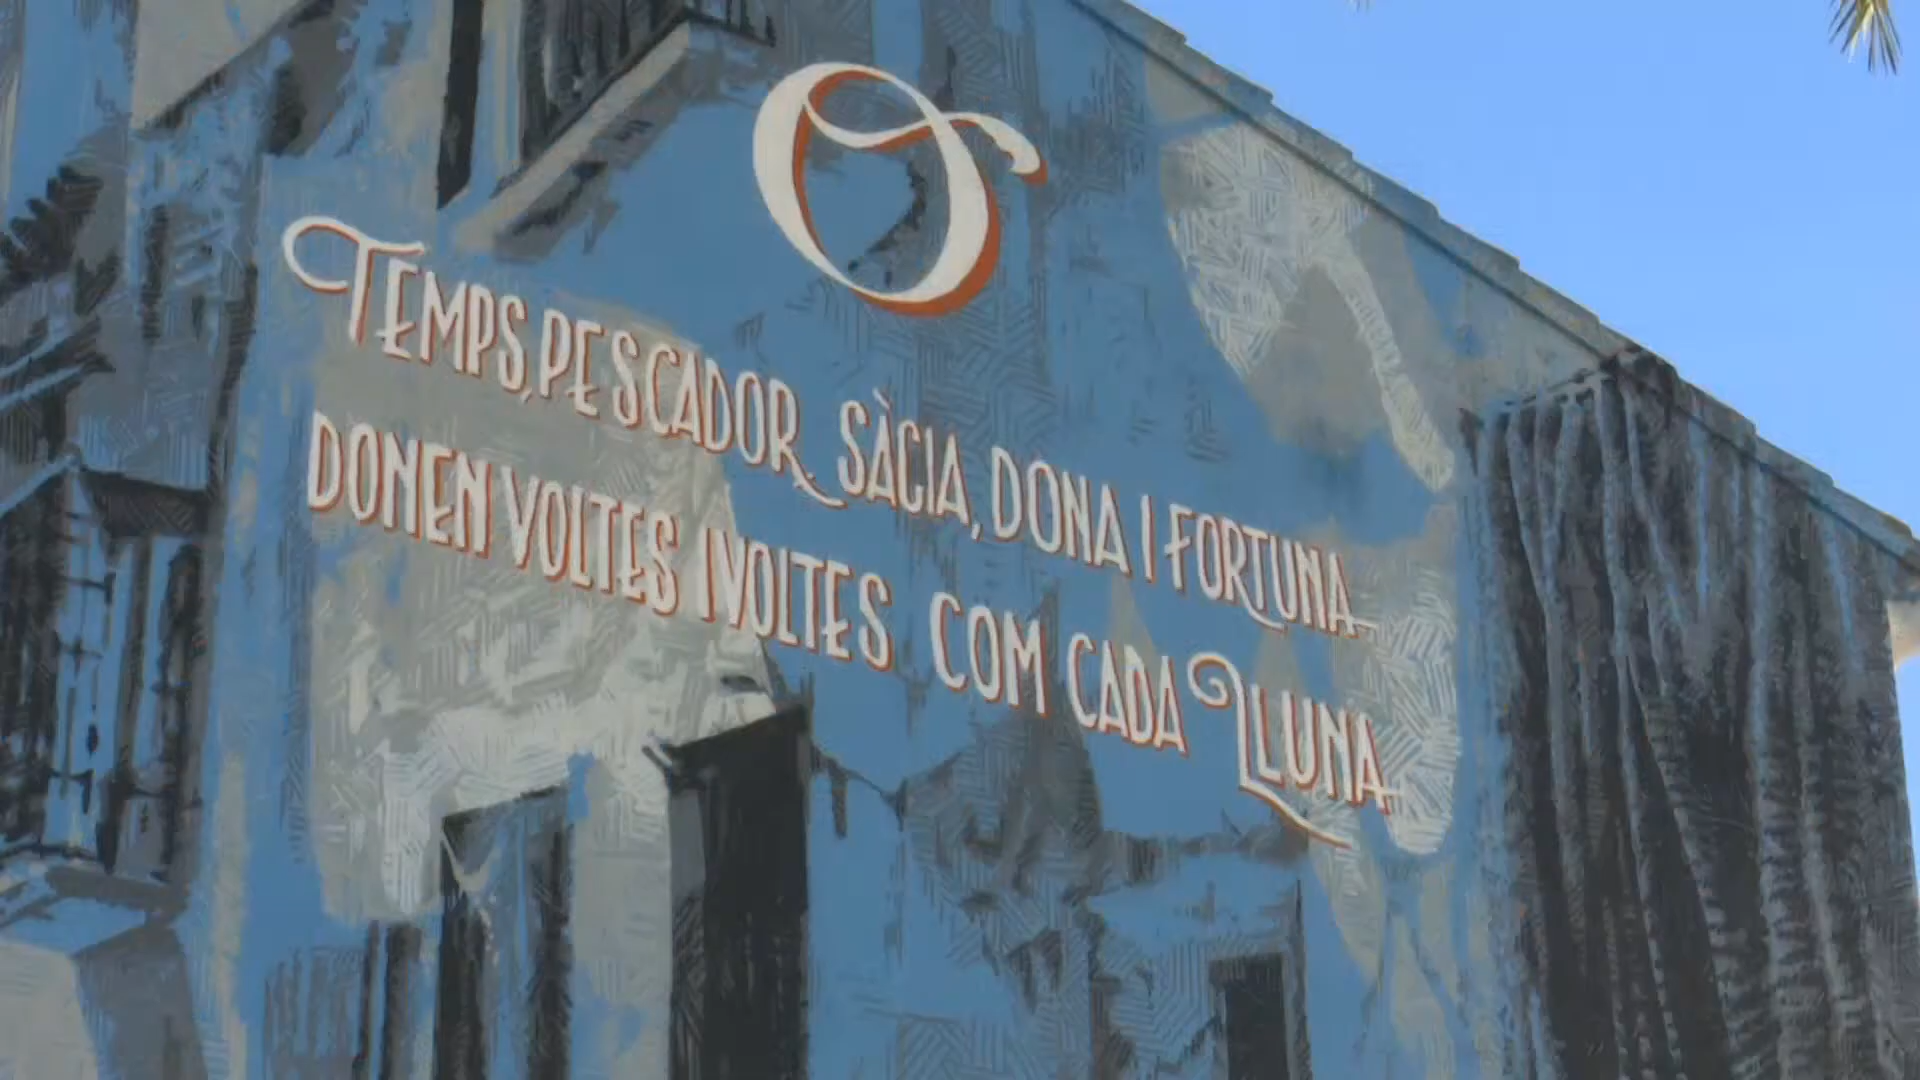 O
TEMPS, PESCADOR, SÀCIA, DONA I FORTUNA
DONEN VOLTES I VOLTES COM CADA LLUNA